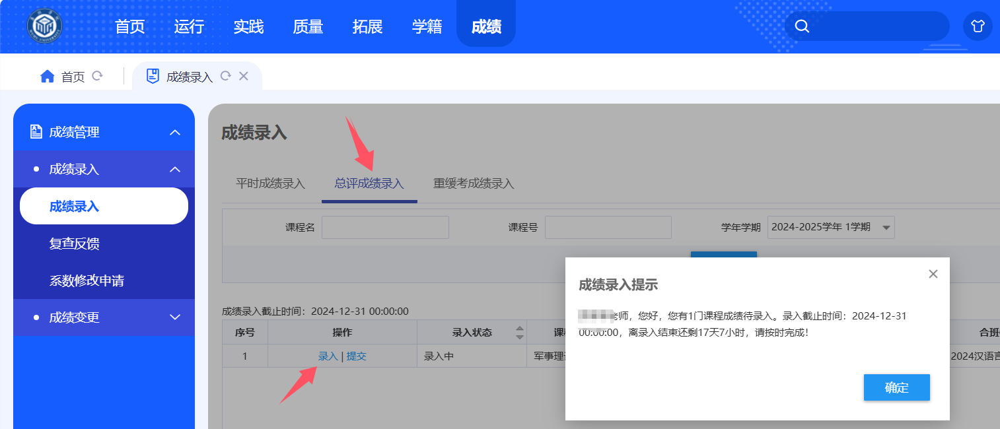 首页 运行 实践 质量 拓展 学籍 成绩
首页 成绩录入
成绩管理
成绩录入
成绩录入
复查反馈
系数修改申请
成绩变更
成绩录入
平时成绩录入 总评成绩录入 重缓考成绩录入
课程名 课程号 学年学期 2024-2025学年 1学期
成绩录入截止时间：2024-12-31 00:00:00
序号 操作 录入状态 课 合班
1 录入 | 提交 录入中 军事理 2024汉语言
成绩录入提示
老师，您好，您有1门课程成绩待录入。录入截止时间：2024-12-31
00:00:00，离录入结束还剩17天7小时，请按时完成！
确定